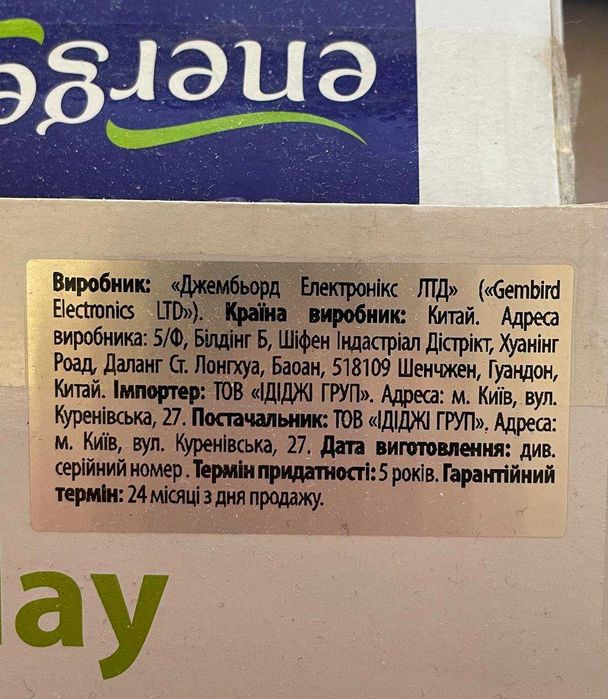 energe
Виробник: «Джембьорд Електронікс ЛТД» («Gembird
Electronics LTD»). Країна виробник: Китай. Адреса
виробника: 5/Ф, Білдінг Б, Шіфен Індастріал Дістрікт, Хуанінг
Роад, Даланг Ст. Лонгхуа, Баоан, 518109 Шенчжен, Гуандон,
Китай. Імпортер: ТОВ «ІДІДЖІ ГРУП». Адреса: м. Київ, вул.
Куренівська, 27. Постачальник: ТОВ «ІДІДЖІ ГРУП». Адреса:
м. Київ, вул. Куренівська, 27. Дата виготовлення: див.
серійний номер. Термін придатності: 5 років. Гарантійний
термін: 24 місяці з дня продажу.
lay